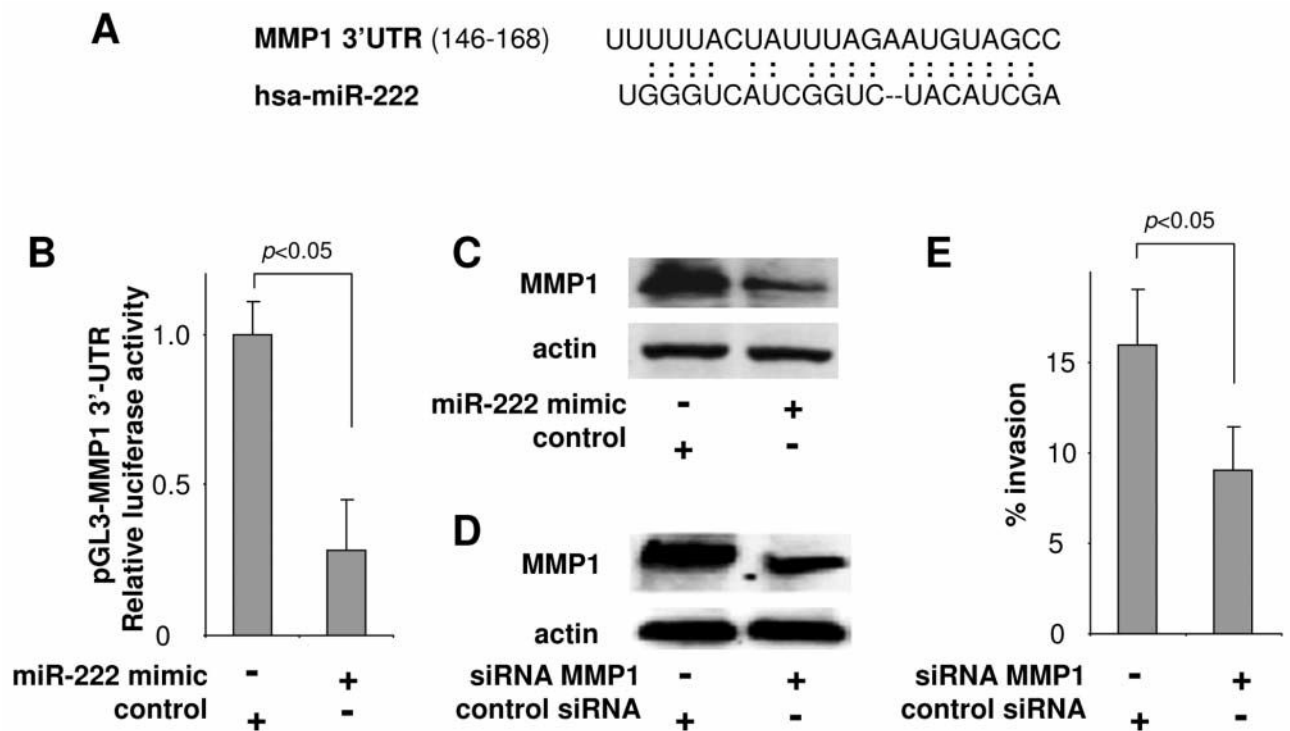 A
MMP1 3'UTR (146-168) UUUUUACUAUUUAGAAUGUAGCC
: : : : : : : : : : : : : : : : :
hsa-miR-222 UGGGUCAUCGGUC--UACAUCGA
B
p<0.05
pGL3-MMP1 3'-UTR
Relative luciferase activity
1.0
0.5
0
miR-222 mimic - +
control + -
C
MMP1
actin
miR-222 mimic - +
control + -
D
MMP1
actin
siRNA MMP1 - +
control siRNA + -
E
p<0.05
% invasion
15
10
5
0
siRNA MMP1 - +
control siRNA + -